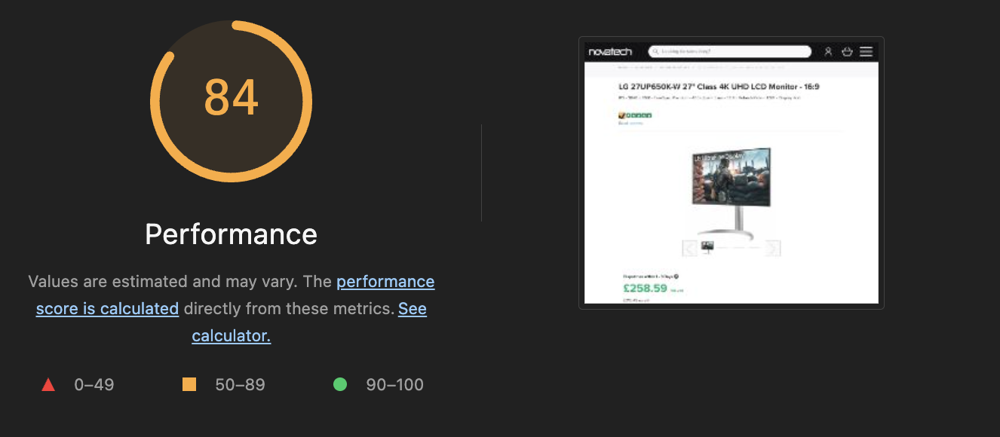 84
Performance
Values are estimated and may vary. The performance
score is calculated directly from these metrics. See
calculator.
0–49
50–89
90–100
novatech
LG 27UP650K-W 27" Class 4K UHD LCD Monitor - 16:9
£258.59